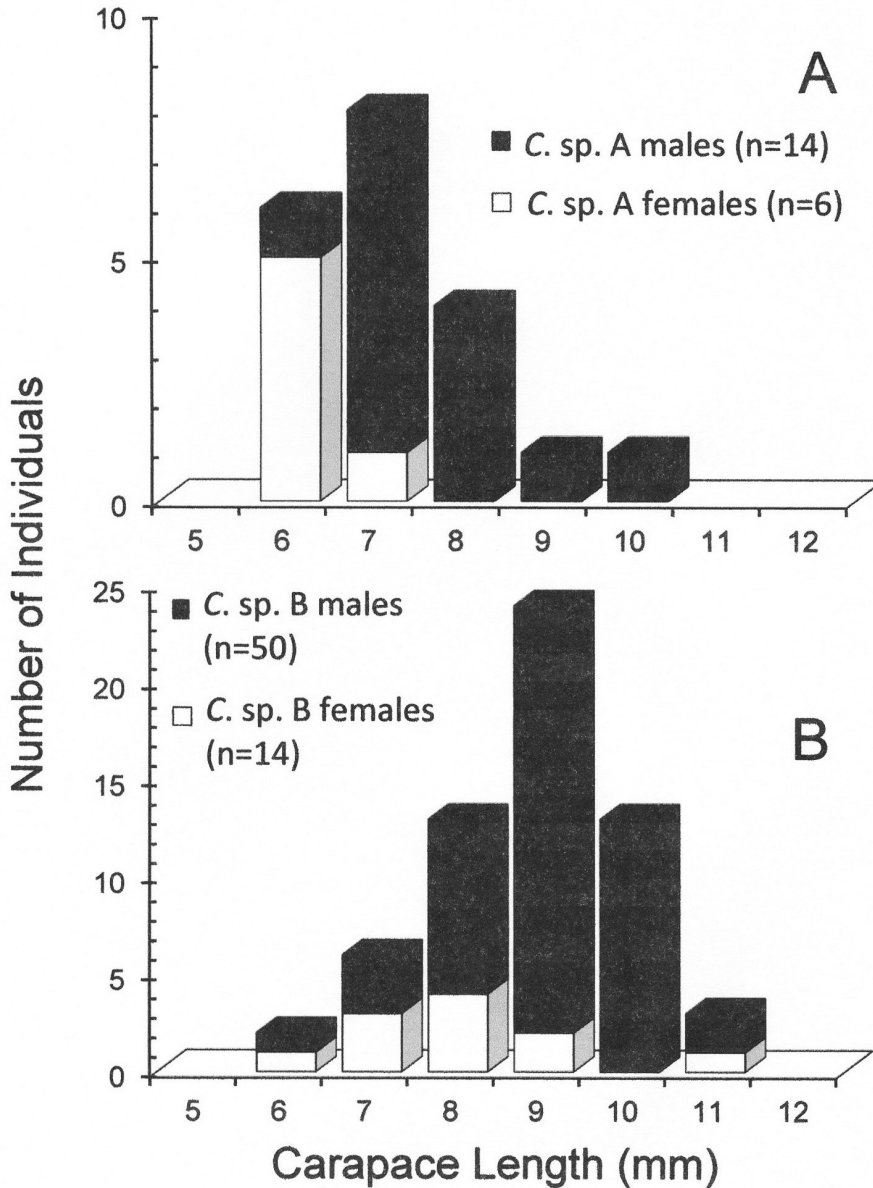 Number of Individuals
10
5
0
A
C. sp. A males (n=14)
C. sp. A females (n=6)
5 6 7 8 9 10 11 12
25
20
15
10
5
0
C. sp. B males
(n=50)
C. sp. B females
(n=14)
B
5 6 7 8 9 10 11 12
Carapace Length (mm)